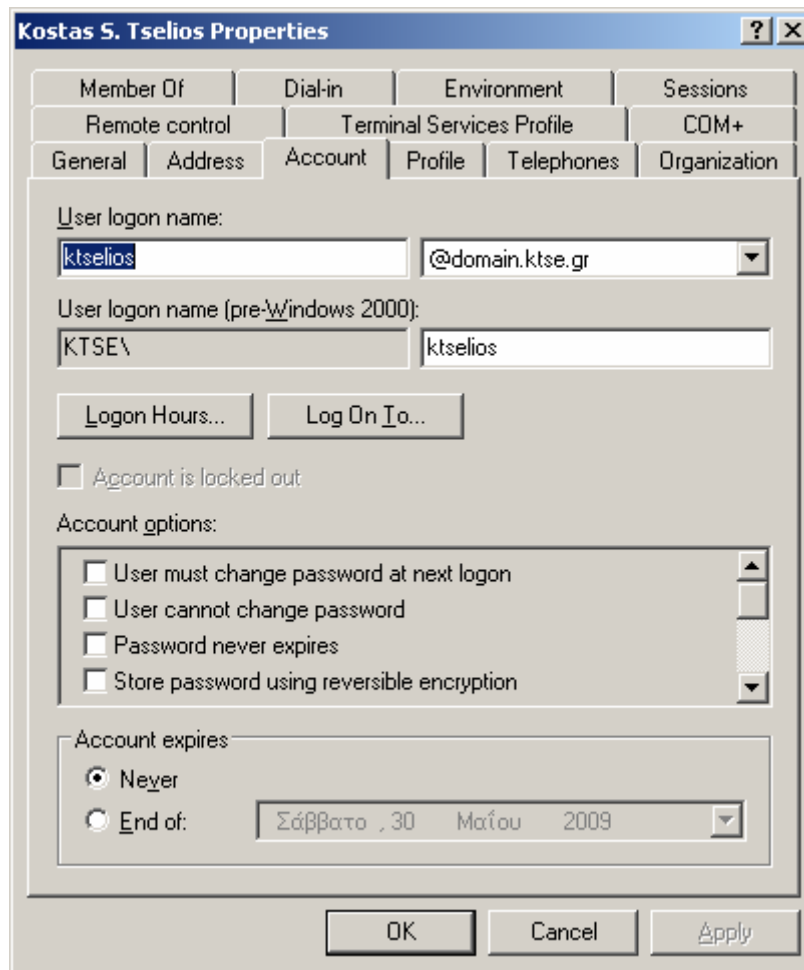 Kostas S. Tselios Properties
Member Of Dial-in Environment Sessions
Remote control Terminal Services Profile COM+
General Address Account Profile Telephones Organization
User logon name:
ktselios @domain.ktse.gr
User logon name (pre-Windows 2000):
KTSE\ ktselios
Logon Hours... Log On To...
Account is locked out
Account options:
User must change password at next logon
User cannot change password
Password never expires
Store password using reversible encryption
Account expires
Never
End of: Σάββατο , 30 Μαΐου 2009
OK Cancel Apply